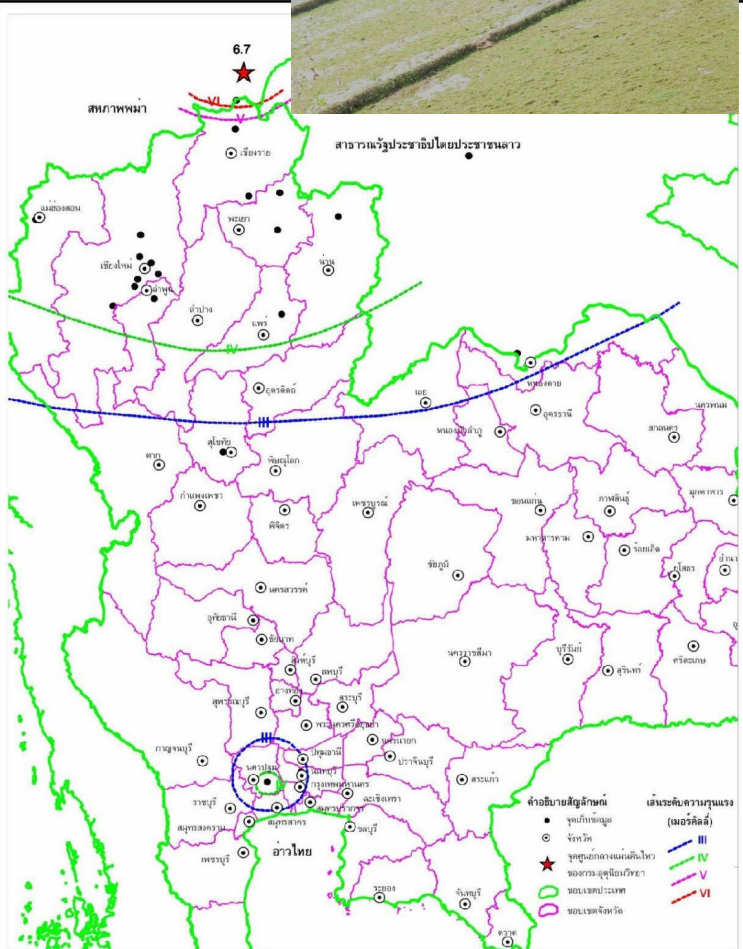 6.7
VI
สหภาพพม่า
V
สาธารณรัฐประชาธิปไตยประชาชนลาว
เชียงราย
แม่ฮ่องสอน
พะเยา
เชียงใหม่
น่าน
ลำพูน
ลำปาง
แพร่
IV
หนองคาย
อุตรดิตถ์
เลย
นครพนม
อุดรธานี
III
หนองบัวลำภู
สกลนคร
สุโขทัย
ตาก
พิษณุโลก
กำแพงเพชร
เพชรบูรณ์
ขอนแก่น
กาฬสินธุ์
มุกดาหาร
พิจิตร
มหาสารคาม
ร้อยเอ็ด
ชัยภูมิ
ยโสธร
อำนา
นครสวรรค์
อุทัยธานี
ชัยนาท
นครราชสีมา
บุรีรัมย์
ศรีสะเกษ
สิงห์บุรี
ลพบุรี
สุรินทร์
อ่างทอง
สระบุรี
สุพรรณบุรี
พระนครศรีอยุธยา
III
นครนายก
กาญจนบุรี
ปทุมธานี
ปราจีนบุรี
นครปฐม
นนทบุรี
สระแก้ว
กรุงเทพมหานคร
ฉะเชิงเทรา
ราชบุรี
สมุทรปราการ
สมุทรสาคร
สมุทรสงคราม
ชลบุรี
อ่าวไทย
เพชรบุรี
ระยอง
จันทบุรี
ตราด
คำอธิบายสัญลักษณ์
จุดเก็บข้อมูล
จังหวัด
จุดศูนย์กลางแผ่นดินไหว
ของกรมอุตุนิยมวิทยา
ขอบเขตประเทศ
ขอบเขตจังหวัด
เส้นระดับความรุนแรง
(เมอร์คัลลี่)
III
IV
V
VI